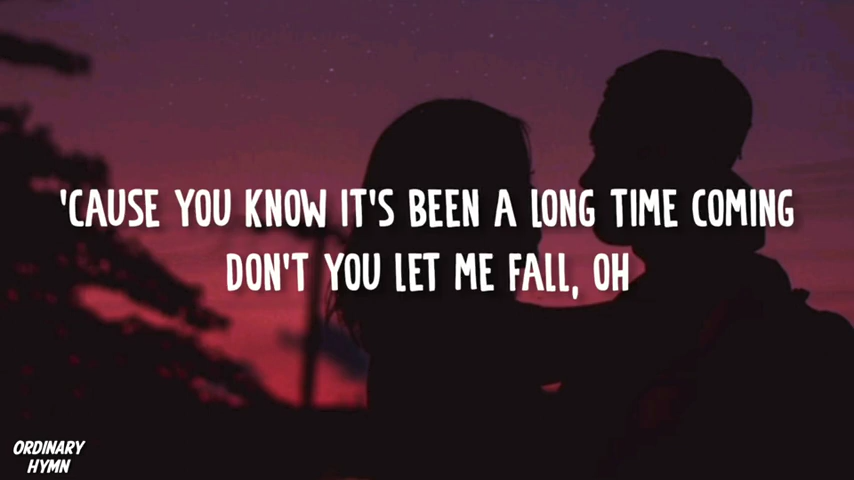 'CAUSE YOU KNOW IT'S BEEN A LONG TIME COMING
DON'T YOU LET ME FALL, OH
ORDINARY
HYMN